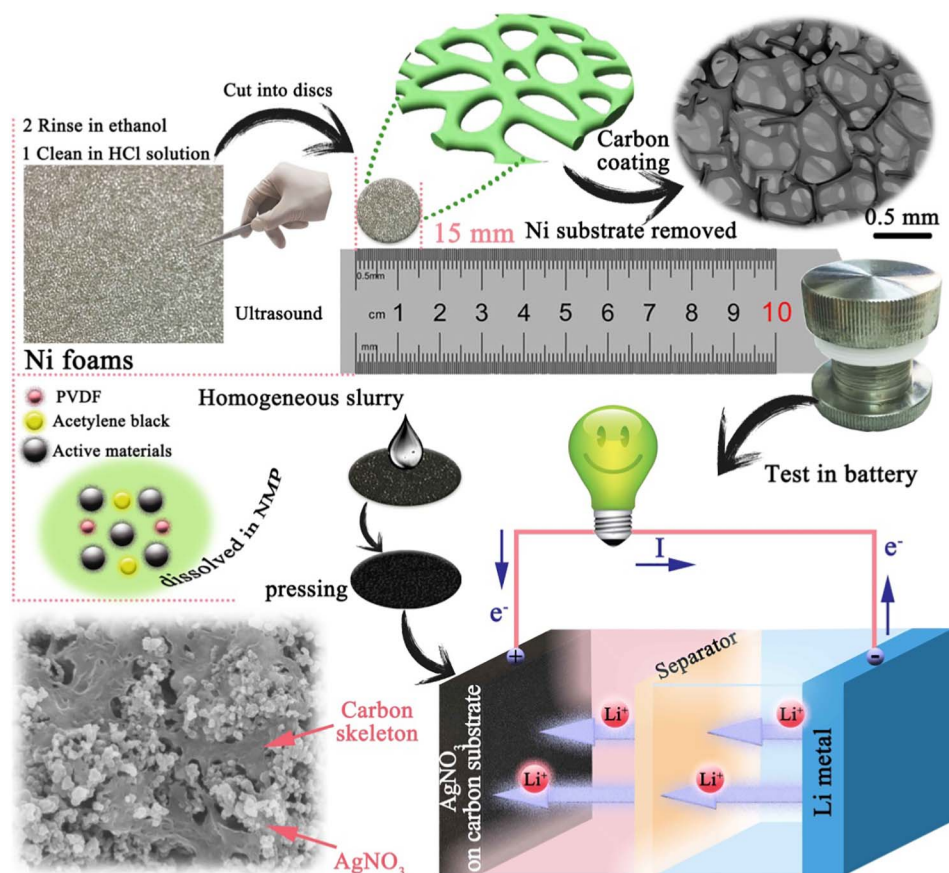 Cut into discs
2 Rinse in ethanol
1 Clean in HCl solution
Carbon
coating
0.5 mm
15 mm
Ni substrate removed
Ultrasound
0.5mm
cm 1 2 3 4 5 6 7 8 9 10
mm
Ni foams
PVDF
Acetylene black
Active materials
dissolved in NMP
Homogeneous slurry
pressing
Test in battery
I
e-
e-
+
-
Separator
Li+
Li+
Li+
Li+
AgNO3
on carbon substrate
Li metal
Carbon
skeleton
AgNO3